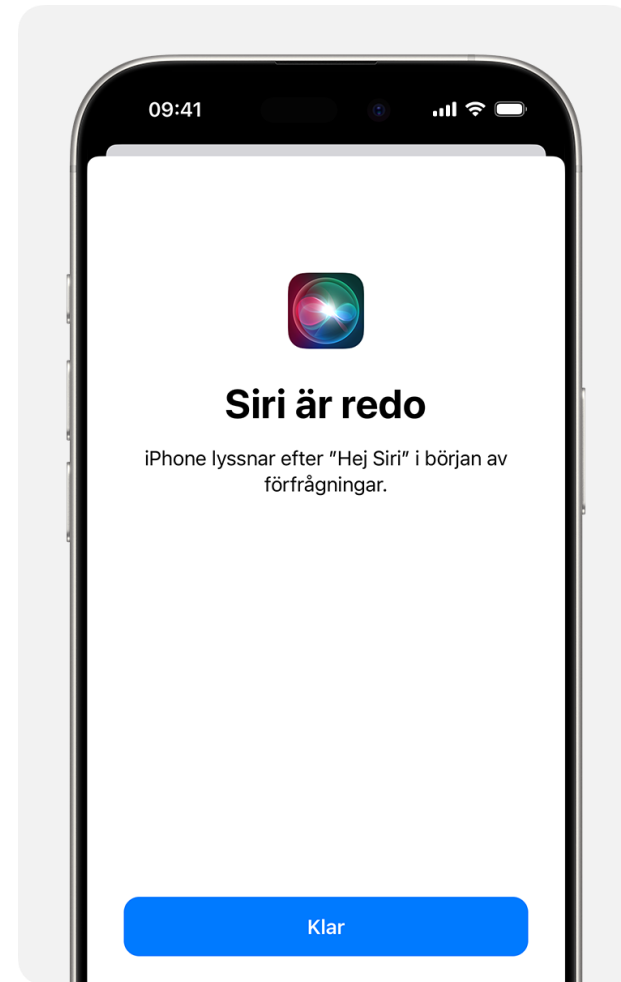 09:41
Siri är redo
iPhone lyssnar efter ”Hej Siri” i början av
förfrågningar.
Klar